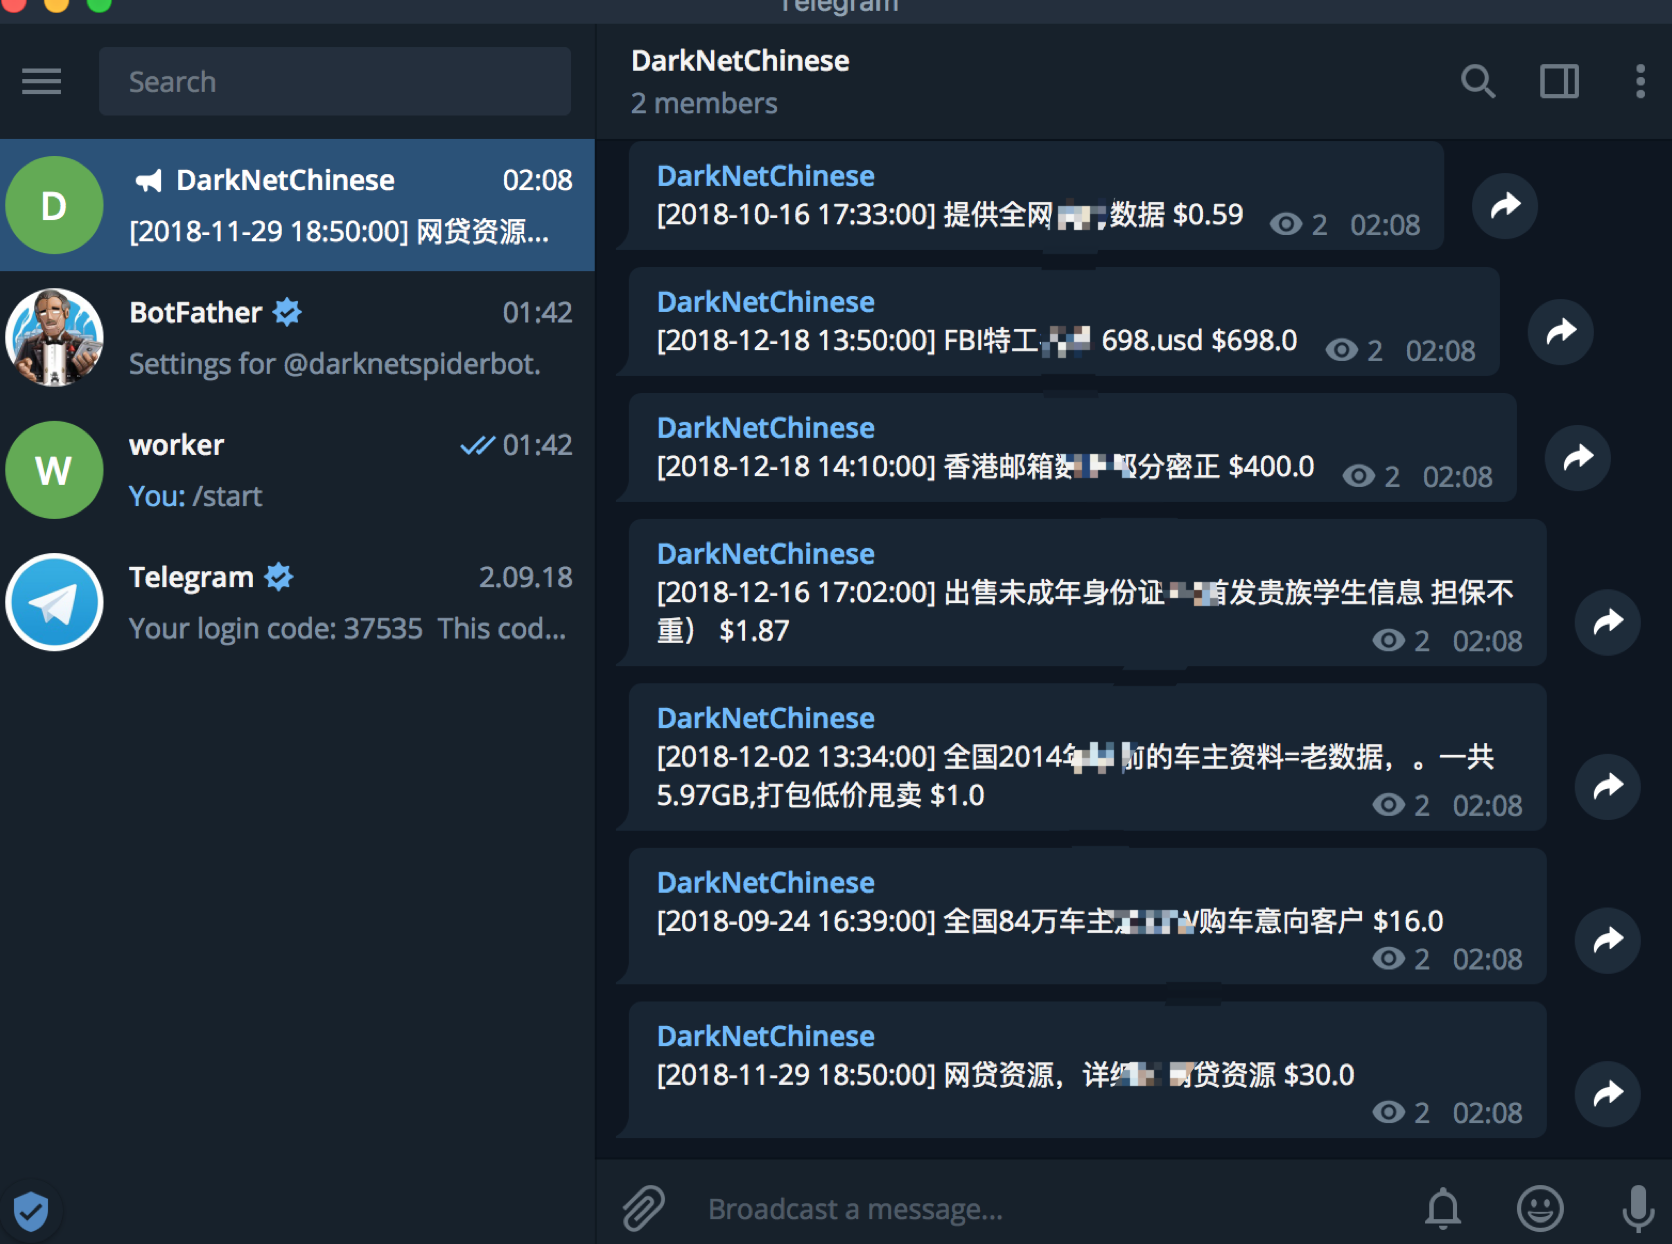 Telegram
Search
DarkNetChinese 02:08
[2018-11-29 18:50:00] 网贷资源...
BotFather 01:42
Settings for @darknetspiderbot.
W
worker 01:42
You: /start
Telegram 2.09.18
Your login code: 37535 This cod...
D
DarkNetChinese
2 members
DarkNetChinese
[2018-10-16 17:33:00] 提供全网 数据 $0.59 2 02:08
DarkNetChinese
[2018-12-18 13:50:00] FBI特工 698.usd $698.0 2 02:08
DarkNetChinese
[2018-12-18 14:10:00] 香港邮箱 分密正 $400.0 2 02:08
DarkNetChinese
[2018-12-16 17:02:00] 出售未成年身份证 首发贵族学生信息 担保不
重） $1.87 2 02:08
DarkNetChinese
[2018-12-02 13:34:00] 全国2014年 前的车主资料=老数据，。一共
5.97GB,打包低价甩卖 $1.0 2 02:08
DarkNetChinese
[2018-09-24 16:39:00] 全国84万车主 购车意向客户 $16.0
2 02:08
DarkNetChinese
[2018-11-29 18:50:00] 网贷资源，详细 网贷资源 $30.0
2 02:08
Broadcast a message...